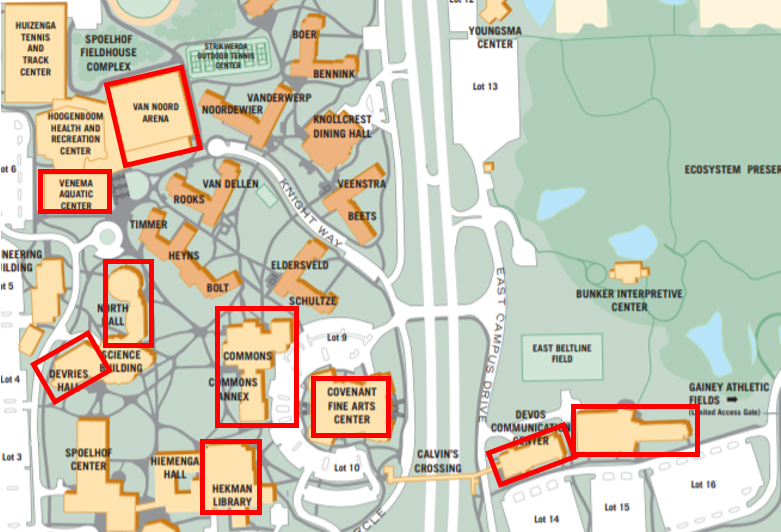 HUIZENGA
TENNIS
AND
TRACK
CENTER
SPOELHOF
FIELDHOUSE
COMPLEX
STRIKWERDA
OUTDOOR TENNIS
CENTER
BOER
BENNINK
Lot 12
YOUNGSMA
CENTER
Lot 13
VAN NOORD
ARENA
HOOGENBOOM
HEALTH AND
RECREATION
CENTER
NOORDEWIER
VANDERWERP
KNOLLCREST
DINING HALL
ot 6
VENEMA
AQUATIC
CENTER
ECOSYSTEM PRESER
VAN DELLEN
ROOKS
KNIGHT WAY
VEENSTRA
BEETS
TIMMER
HEYNS
BOLT
ELDERSVELD
SCHULTZE
NEERING
ILDING
ot 5
NORTH
HALL
EAST CAMPUS DRIVE
BUNKER INTERPRETIVE
CENTER
SCIENCE
BUILDING
DEVRIES
HALL
Lot 4
COMMONS
COMMONS
ANNEX
Lot 9
EAST BELTLINE
FIELD
COVENANT
FINE ARTS
CENTER
GAINEY ATHLETIC
FIELDS
(Limited Access Gate)
DEVOS
COMMUNICATION
CENTER
Lot 3
SPOELHOF
CENTER
HIEMENGA
HALL
HEKMAN
LIBRARY
Lot 10
CALVIN'S
CROSSING
Lot 14
Lot 15
Lot 16
CIRCLE